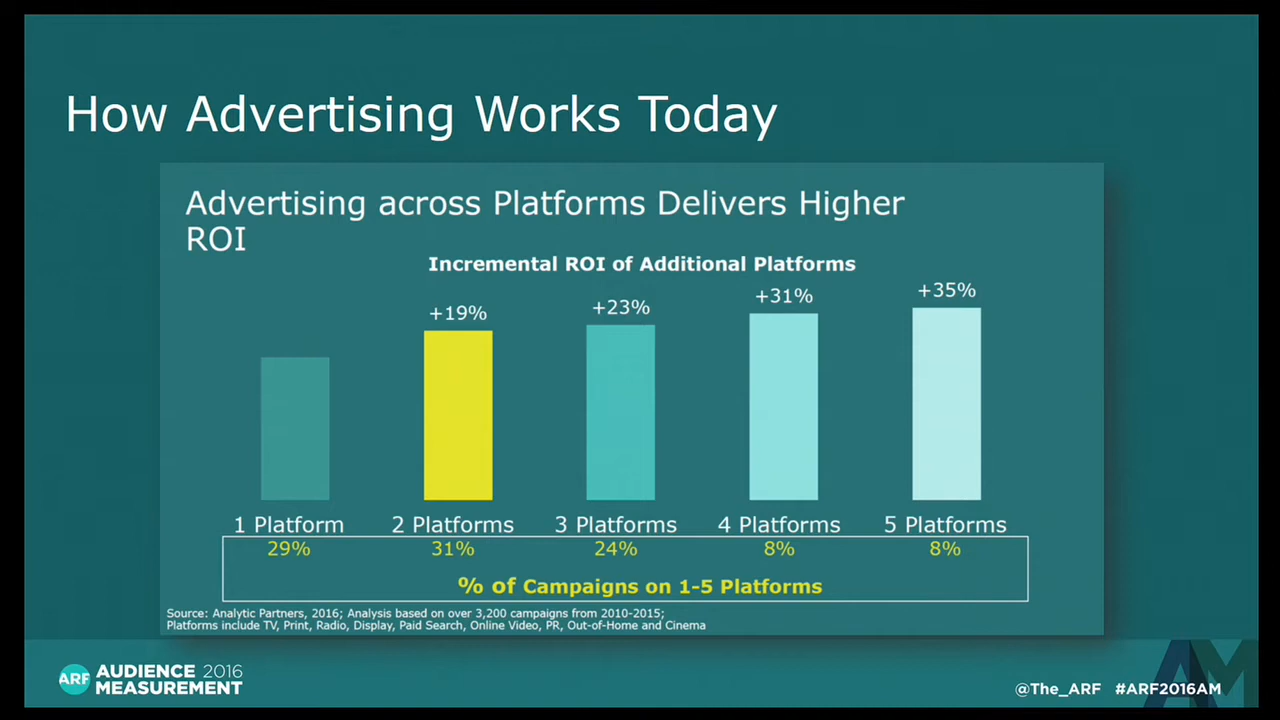 How Advertising Works Today
Advertising across Platforms Delivers Higher
ROI
Incremental ROI of Additional Platforms
+19% +23% +31% +35%
1 Platform 2 Platforms 3 Platforms 4 Platforms 5 Platforms
29% 31% 24% 8% 8%
% of Campaigns on 1-5 Platforms
Source: Analytic Partners, 2016; Analysis based on over 3,200 campaigns from 2010-2015;
Platforms include TV, Print, Radio, Display, Paid Search, Online Video, PR, Out-of-Home and Cinema
ARF AUDIENCE 2016
MEASUREMENT
@The_ARF #ARF2016AM
AM